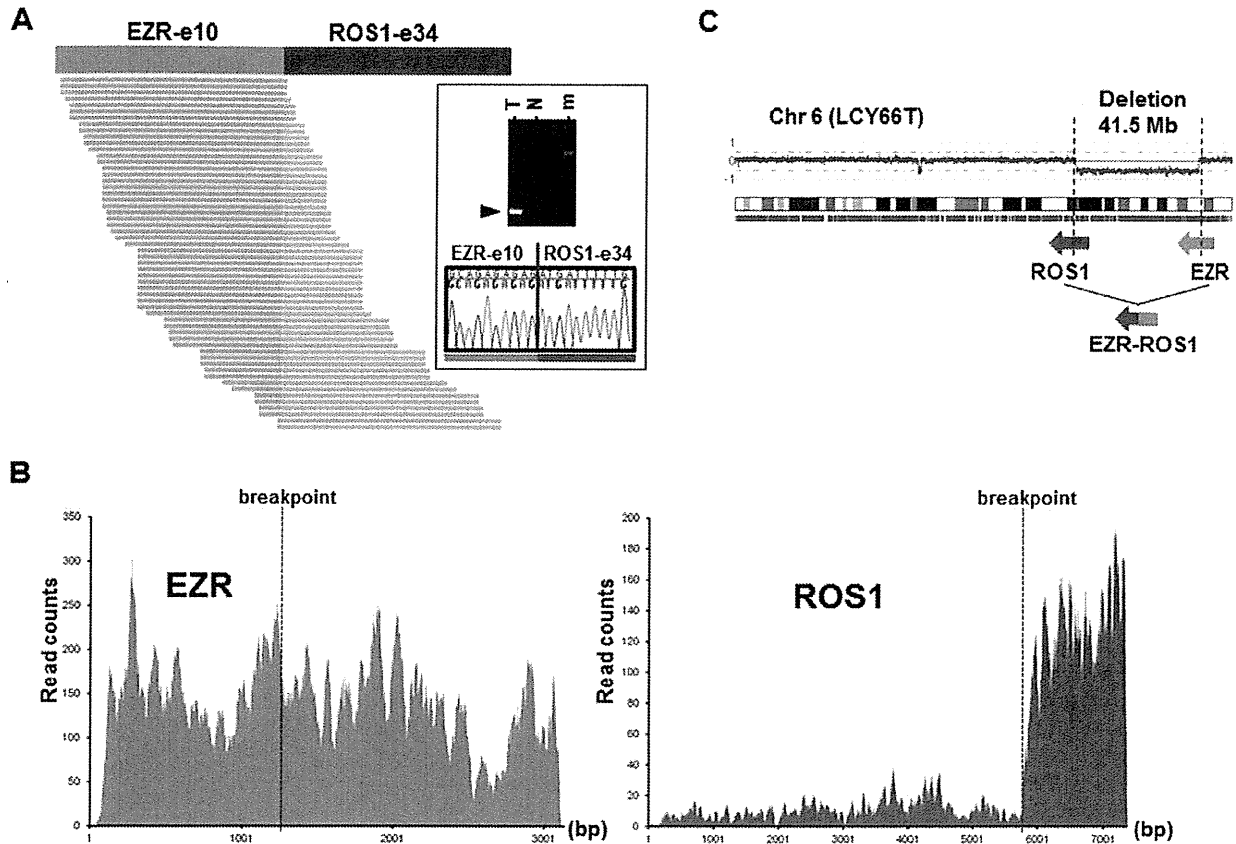 A
EZR-e10 ROS1-e34
T N m
EZR-e10 ROS1-e34
C
Chr 6 (LCY66T)
Deletion
41.5 Mb
1
0
-1
ROS1 EZR
EZR-ROS1
B
breakpoint
EZR
Read counts
350
300
250
200
150
100
50
0
1 1001 2001 3001 (bp)
breakpoint
ROS1
Read counts
200
180
160
140
120
100
80
60
40
20
0
1 1001 2001 3001 4001 5001 6001 7001 (bp)